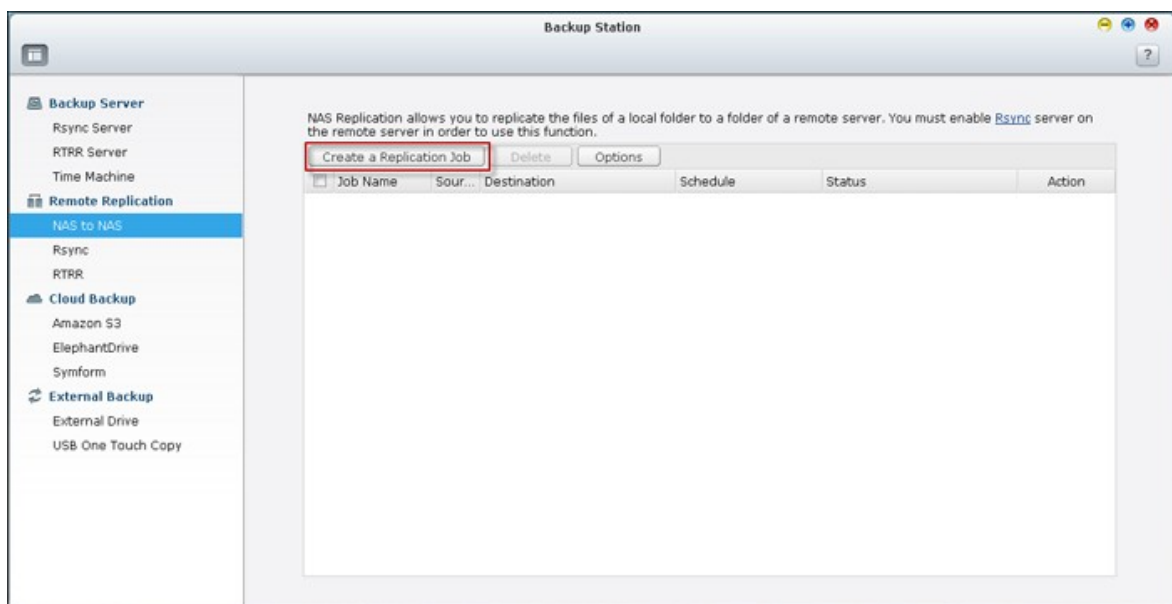 Backup Station
?
Backup Server
Rsync Server
RTRR Server
Time Machine
Remote Replication
NAS to NAS
Rsync
RTRR
Cloud Backup
Amazon S3
ElephantDrive
Symform
External Backup
External Drive
USB One Touch Copy
NAS Replication allows you to replicate the files of a local folder to a folder of a remote server. You must enable Rsync server on
the remote server in order to use this function.
Create a Replication Job Delete Options
Job Name Sour... Destination Schedule Status Action